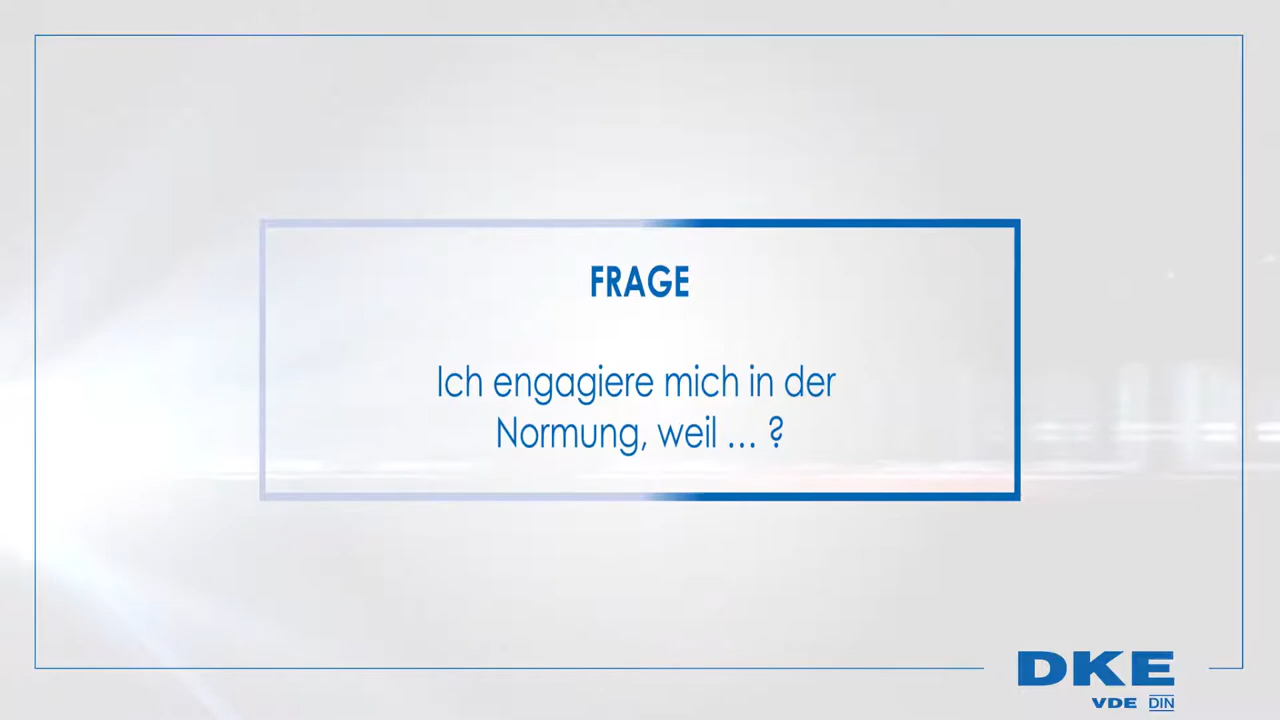 FRAGE
Ich engagiere mich in der
Normung, weil ... ?
DKE
VDE DIN